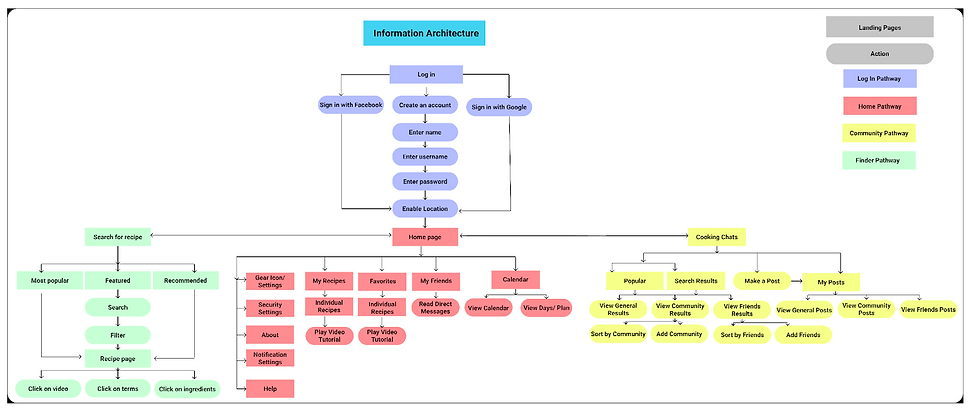 Information Architecture
Landing Pages
Action
Log In Pathway
Home Pathway
Community Pathway
Finder Pathway
Log in
Sign in with Facebook
Create an account
Sign in with Google
Enter name
Enter username
Enter password
Enable Location
Search for recipe
Home page
Cooking Chats
Most popular
Featured
Recommended
Search
Filter
Recipe page
Click on video
Click on terms
Click on ingredients
Gear Icon/
Settings
Security
Settings
About
Notification
Settings
Help
My Recipes
Individual
Recipes
Play Video
Tutorial
Favorites
Individual
Recipes
Play Video
Tutorial
My Friends
Read Direct
Messages
Calendar
View Calendar
View Days/ Plan
Popular
Search Results
Make a Post
My Posts
View General
Results
View Community
Results
View Friends
Results
View General Posts
View Community
Posts
View Friends Posts
Sort by Community
Add Community
Sort by Friends
Add Friends